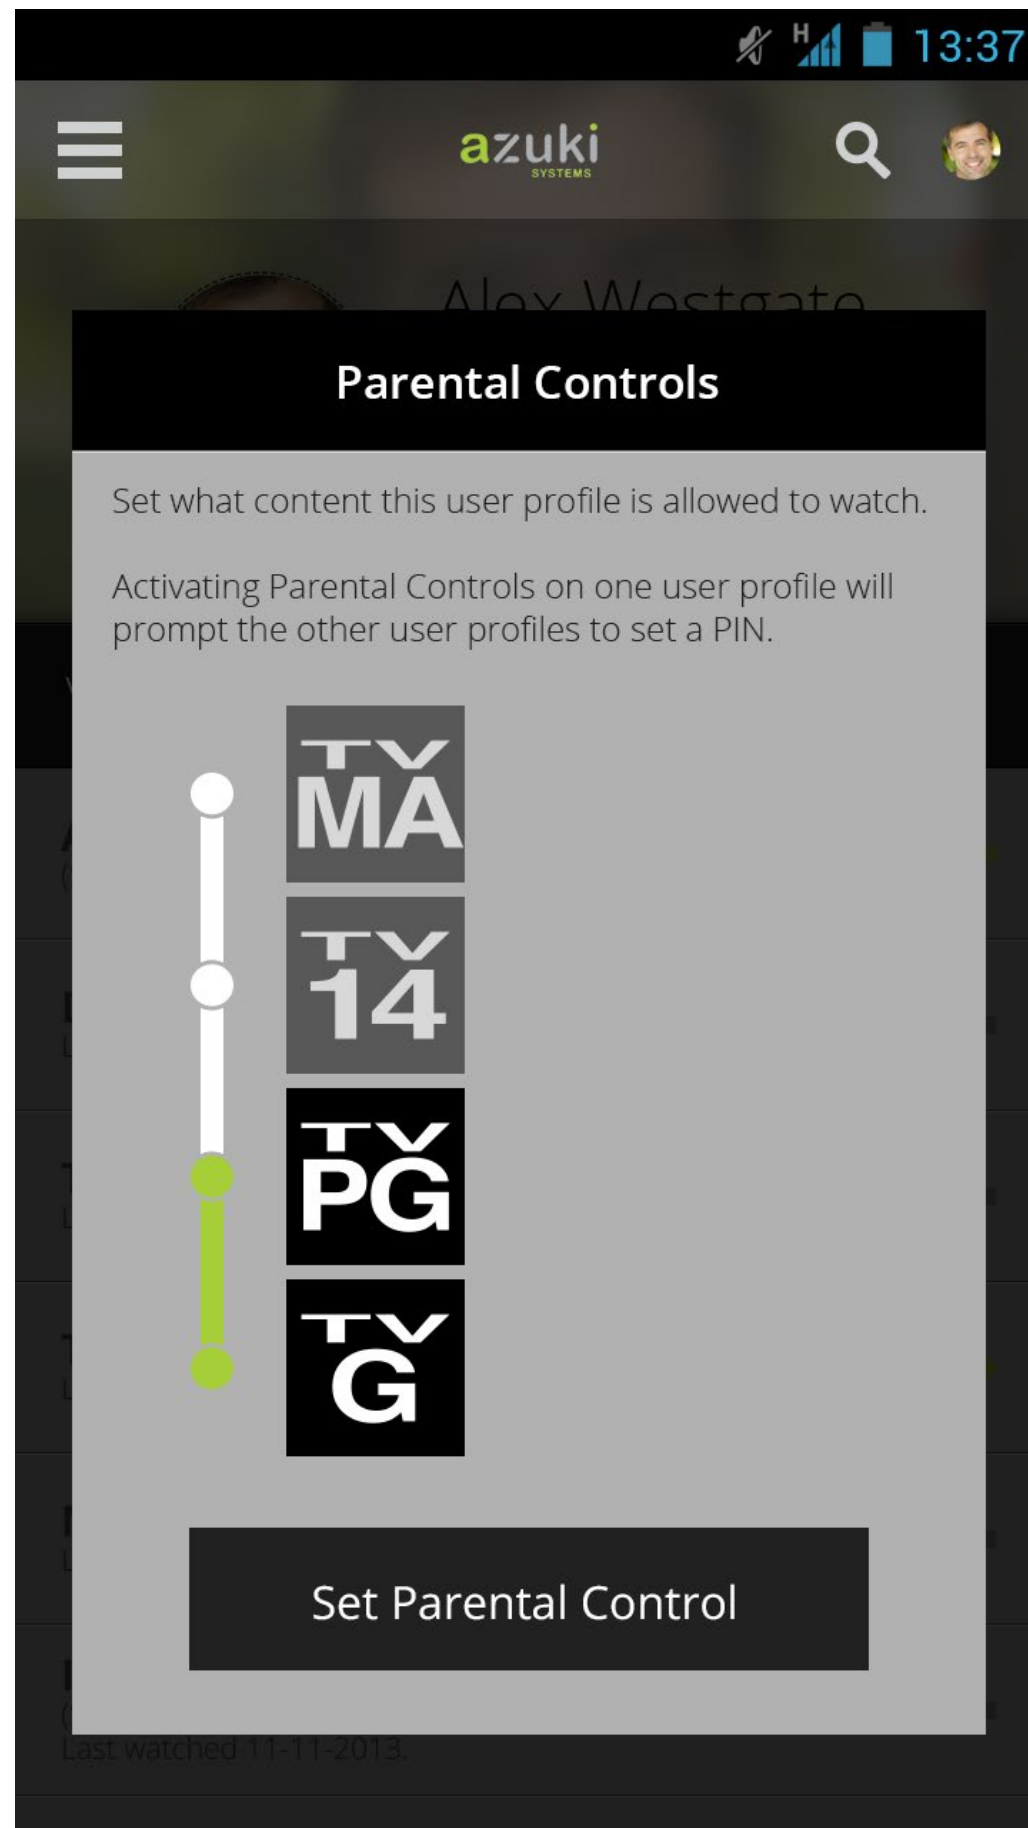 H 13:37
azuki
SYSTEMS
Alex Westgate
Parental Controls
Set what content this user profile is allowed to watch.
Activating Parental Controls on one user profile will
prompt the other user profiles to set a PIN.
TV
MA
TV
14
TV
PG
TV
G
Set Parental Control
Last watched 11-11-2013.